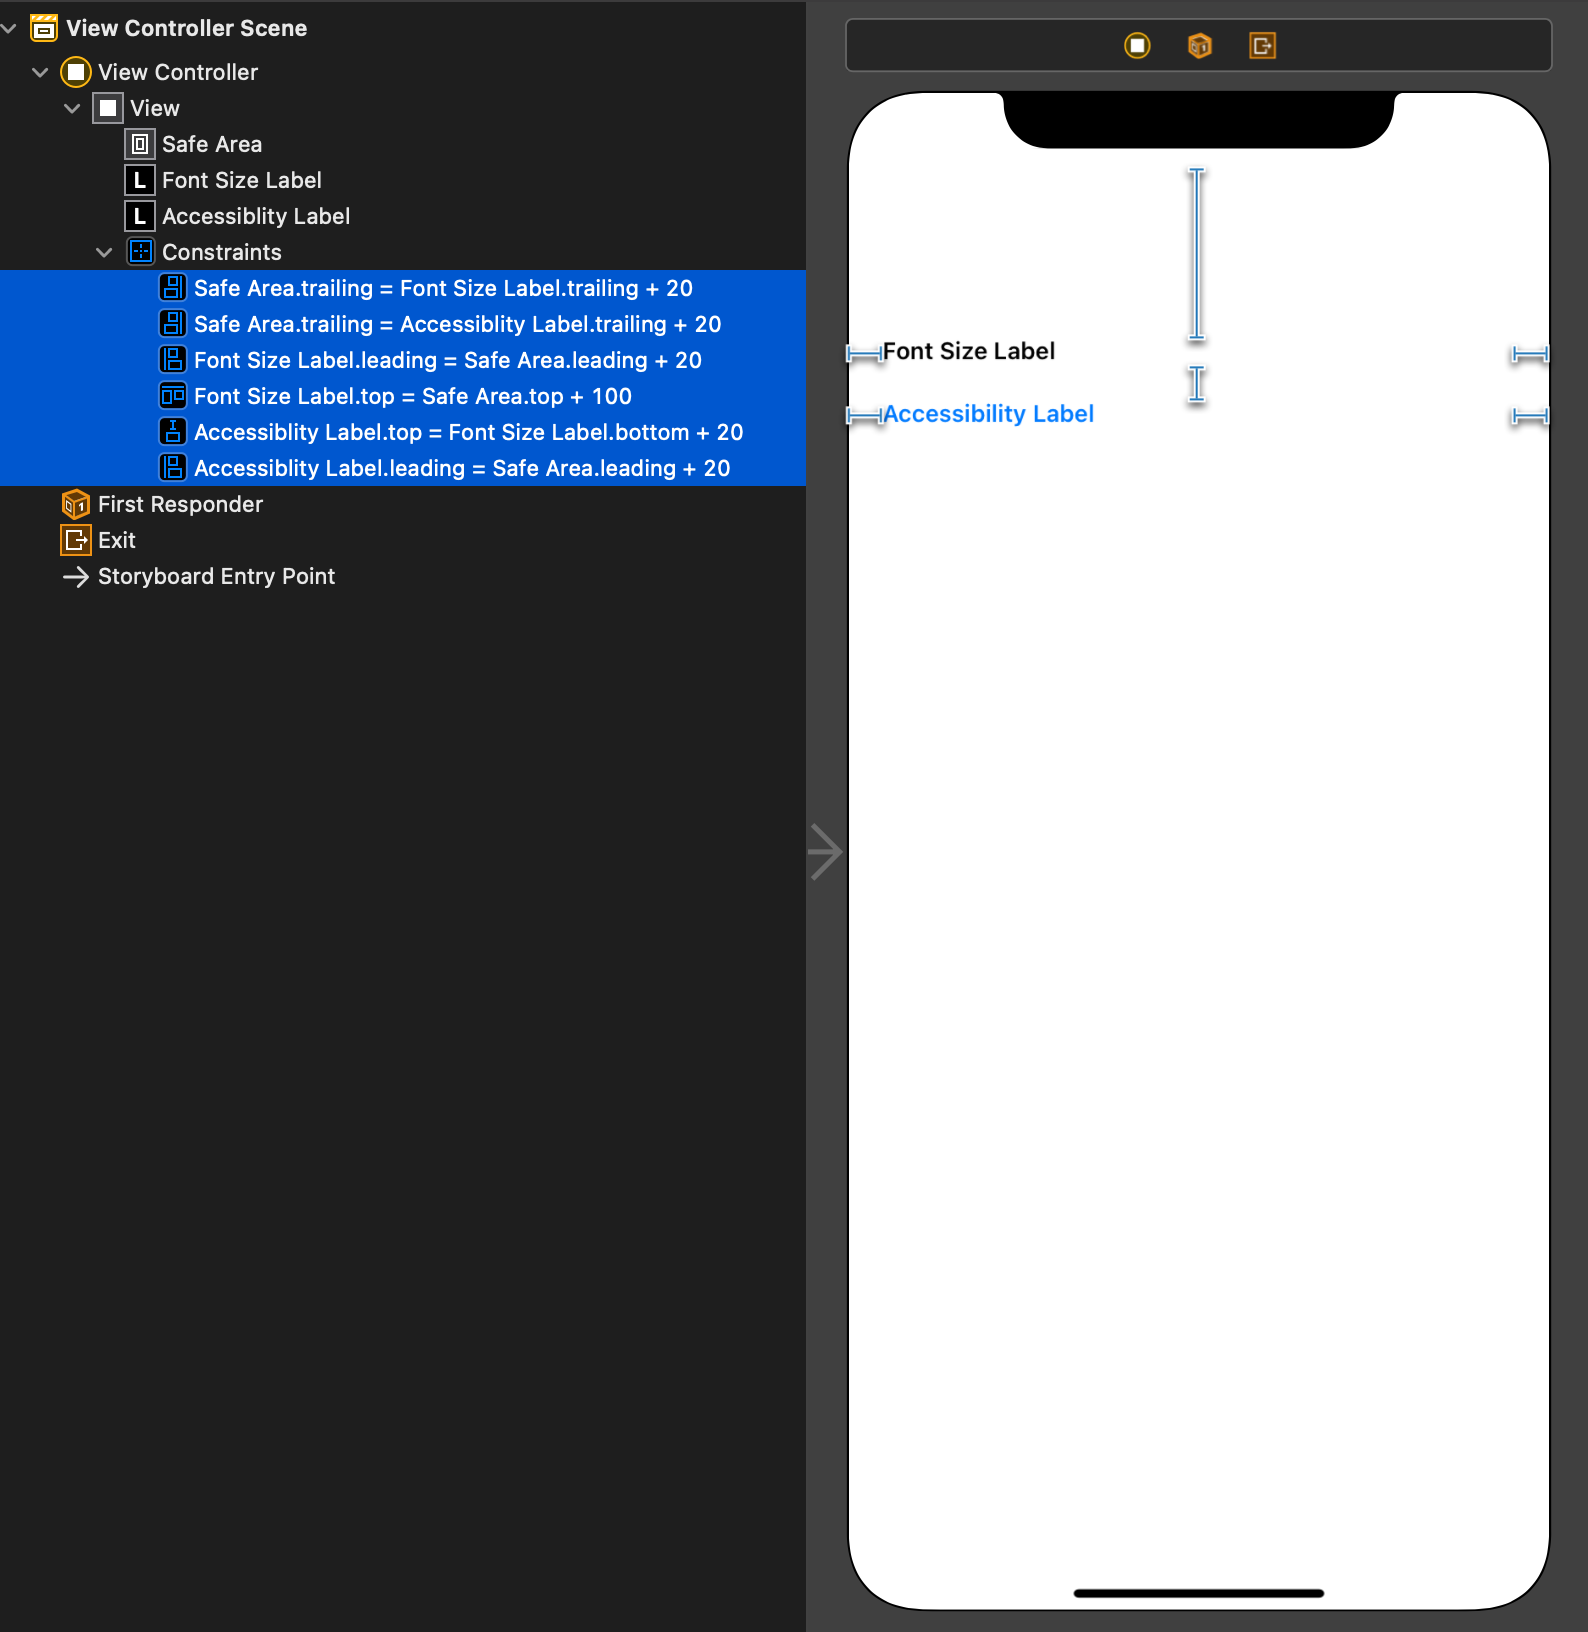 View Controller Scene
View Controller
View
Safe Area
L Font Size Label
L Accessiblity Label
Constraints
Safe Area.trailing = Font Size Label.trailing + 20
Safe Area.trailing = Accessiblity Label.trailing + 20
Font Size Label.leading = Safe Area.leading + 20
Font Size Label.top = Safe Area.top + 100
Accessiblity Label.top = Font Size Label.bottom + 20
Accessiblity Label.leading = Safe Area.leading + 20
First Responder
Exit
Storyboard Entry Point
Font Size Label
Accessibility Label